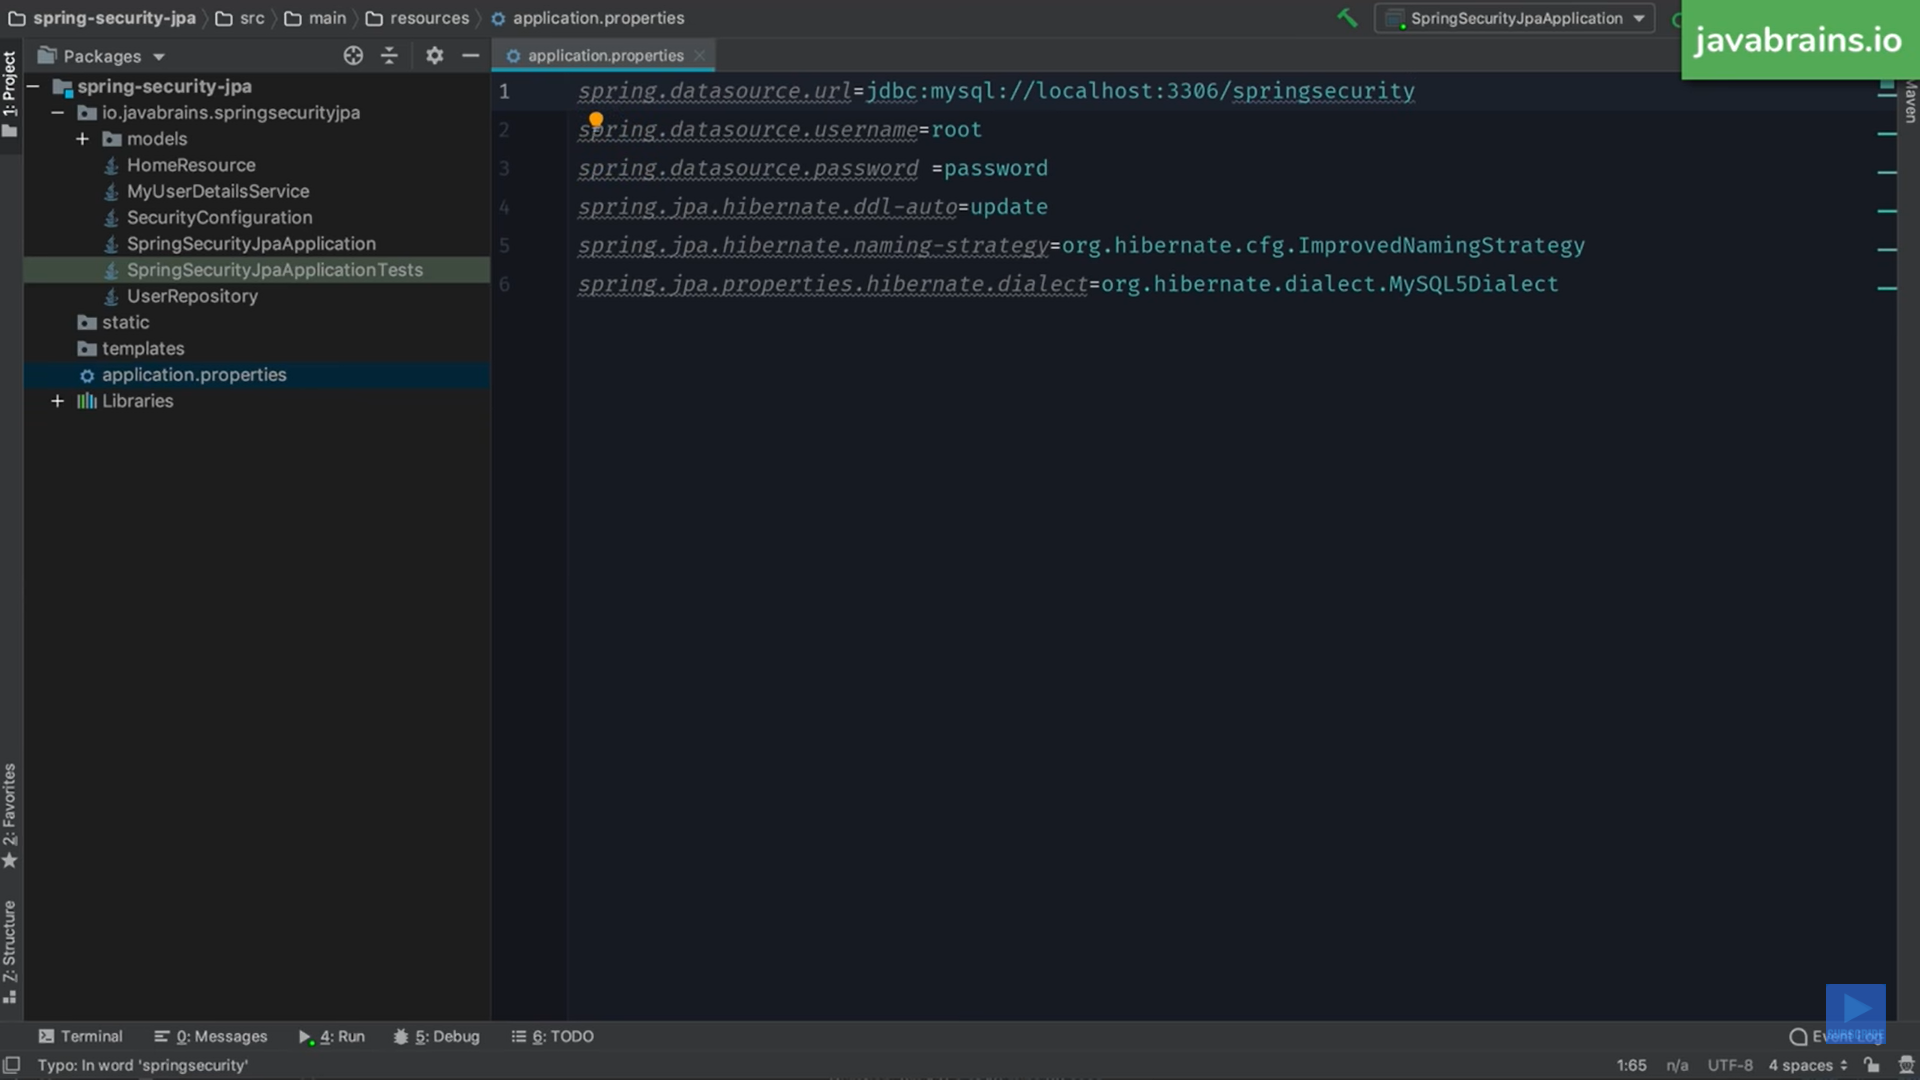 spring-security-jpa src main resources application.properties
SpringSecurityJpaApplication
javabrains.io
1: Project
Packages
application.properties
Maven
spring-security-jpa
io.javabrains.springsecurityjpa
models
HomeResource
MyUserDetailsService
SecurityConfiguration
SpringSecurityJpaApplication
SpringSecurityJpaApplicationTests
UserRepository
static
templates
application.properties
Libraries
1 spring.datasource.url=jdbc:mysql://localhost:3306/springsecurity
2 spring.datasource.username=root
3 spring.datasource.password =password
4 spring.jpa.hibernate.ddl-auto=update
5 spring.jpa.hibernate.naming-strategy=org.hibernate.cfg.ImprovedNamingStrategy
6 spring.jpa.properties.hibernate.dialect=org.hibernate.dialect.MySQL5Dialect
2: Favorites
7: Structure
Terminal 0: Messages 4: Run 5: Debug 6: TODO
SUBSCRIBE
Event Log
Typo: In word 'springsecurity'
1:65 n/a UTF-8 4 spaces